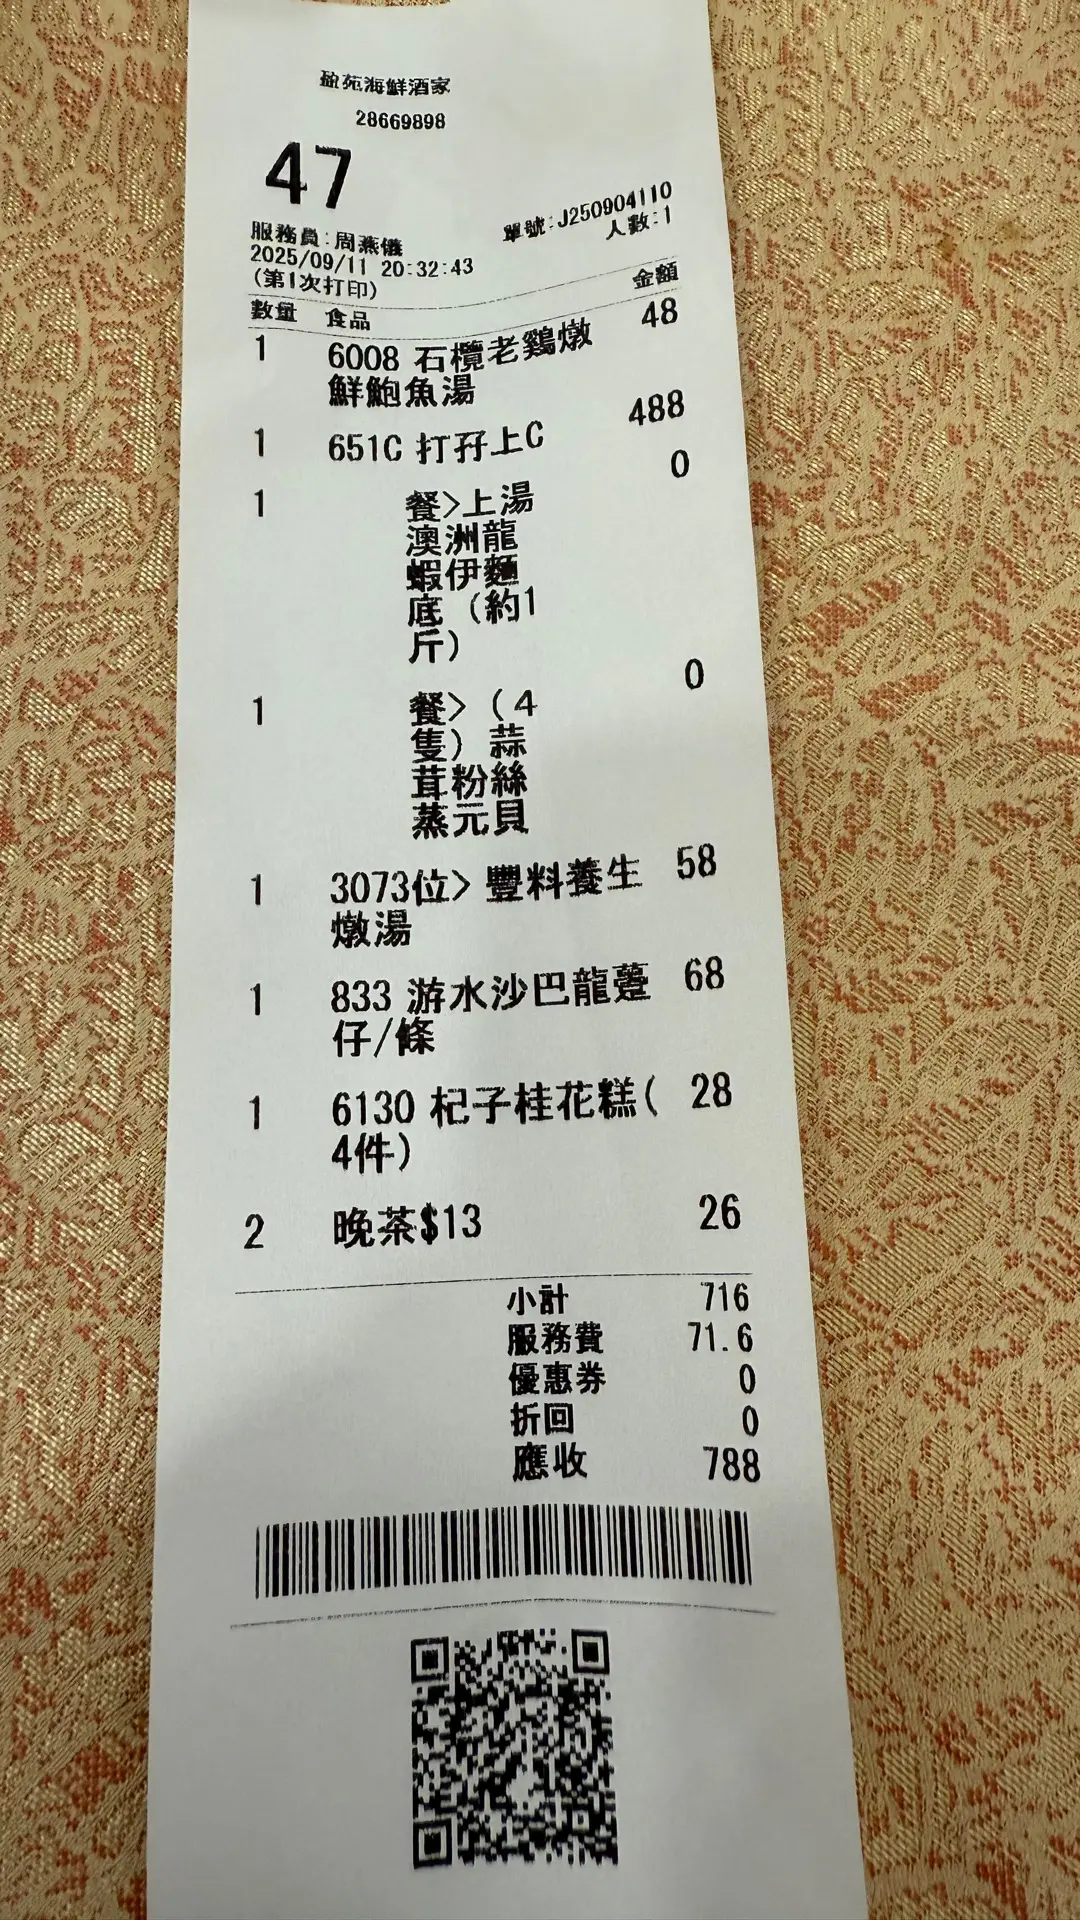 盈苑海鮮酒家
28669898
47
單號:J250904110
服務員:周燕儀 人數:1
2025/09/11 20:32:43
(第1次打印)
數量 食品 金額
1 6008 石欖老鷄燉 48
鮮鮑魚湯
1 651C 打孖上C 488
1 餐>上湯 0
澳洲龍
蝦伊麵
底 (約1
斤)
1 餐> (4 0
隻) 蒜
茸粉絲
蒸元貝
1 3073位> 豐料養生 58
燉湯
1 833 游水沙巴龍躉 68
仔/條
1 6130 杞子桂花糕( 28
4件)
2 晚茶$13 26
小計 716
服務費 71.6
優惠券 0
折回 0
應收 788